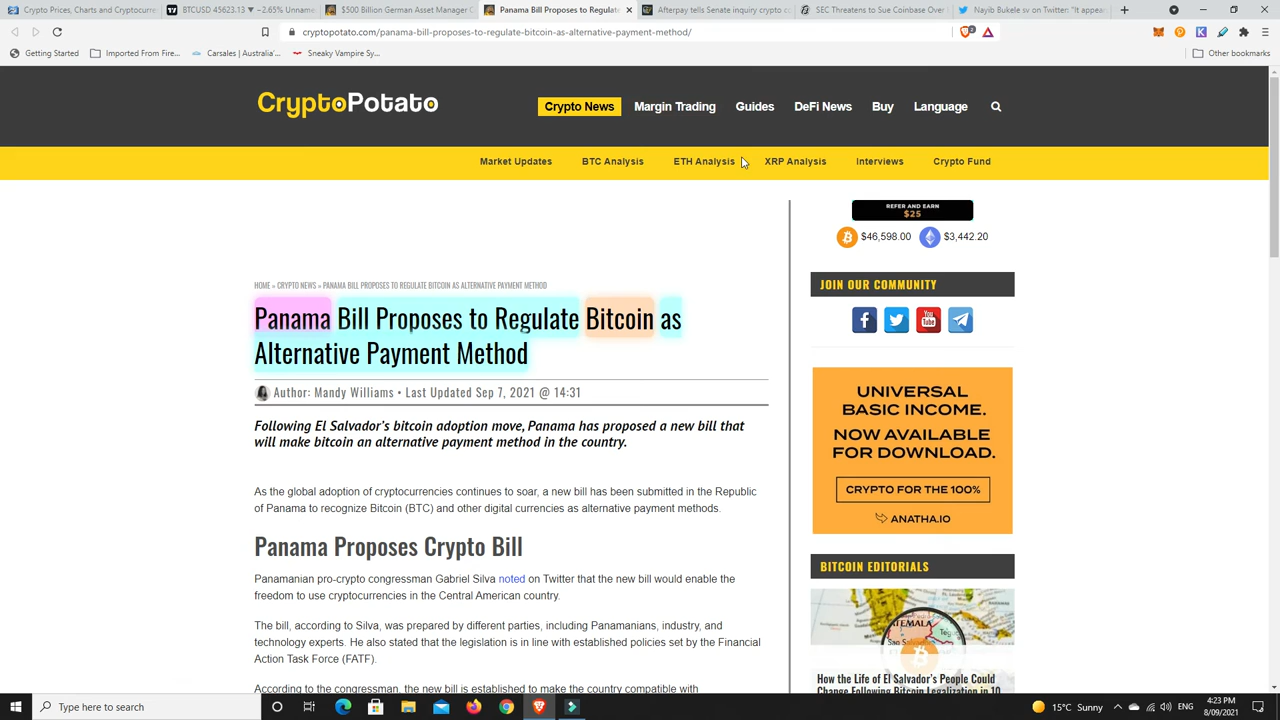 Crypto Prices, Charts and Cryptocurr
BTCUSD 45623.13 ▼ −2.65% Unname
$500 Billion German Asset Manager C
Panama Bill Proposes to Regulate
Afterpay tells Senate inquiry crypto c
SEC Threatens to Sue Coinbase Over
Nayib Bukele sv on Twitter: "It appear
cryptopotato.com/panama-bill-proposes-to-regulate-bitcoin-as-alternative-payment-method/
Getting Started
Imported From Fire...
Carsales | Australia'...
Sneaky Vampire Sy...
Other bookmarks
CryptoPotato
Crypto News
Margin Trading
Guides
DeFi News
Buy
Language
Market Updates
BTC Analysis
ETH Analysis
XRP Analysis
Interviews
Crypto Fund
REFER AND EARN
$25
$46,598.00
$3,442.20
HOME » CRYPTO NEWS » PANAMA BILL PROPOSES TO REGULATE BITCOIN AS ALTERNATIVE PAYMENT METHOD
Panama Bill Proposes to Regulate Bitcoin as
Alternative Payment Method
Author: Mandy Williams • Last Updated Sep 7, 2021 @ 14:31
Following El Salvador's bitcoin adoption move, Panama has proposed a new bill that
will make bitcoin an alternative payment method in the country.
As the global adoption of cryptocurrencies continues to soar, a new bill has been submitted in the Republic
of Panama to recognize Bitcoin (BTC) and other digital currencies as alternative payment methods.
Panama Proposes Crypto Bill
Panamanian pro-crypto congressman Gabriel Silva noted on Twitter that the new bill would enable the
freedom to use cryptocurrencies in the Central American country.
The bill, according to Silva, was prepared by different parties, including Panamanians, industry, and
technology experts. He also stated that the legislation is in line with established policies set by the Financial
Action Task Force (FATF).
According to the congressman, the new bill is established to make the country compatible with
JOIN OUR COMMUNITY
You
Tube
UNIVERSAL
BASIC INCOME.
NOW AVAILABLE
FOR DOWNLOAD.
CRYPTO FOR THE 100%
ANATHA.IO
BITCOIN EDITORIALS
How the Life of El Salvador's People Could
Change Following Bitcoin Legalization in 10
Type here to search
15°C Sunny
ENG
4:23 PM
8/09/2021